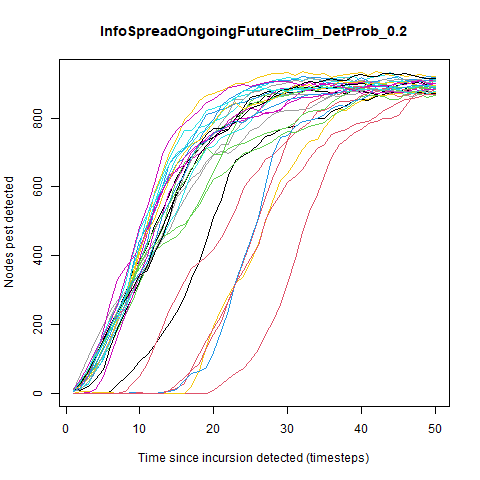 InfoSpreadOngoingFutureClim_DetProb_0.2
Nodes pest detected
800
600
400
200
0
0 10 20 30 40 50
Time since incursion detected (timesteps)